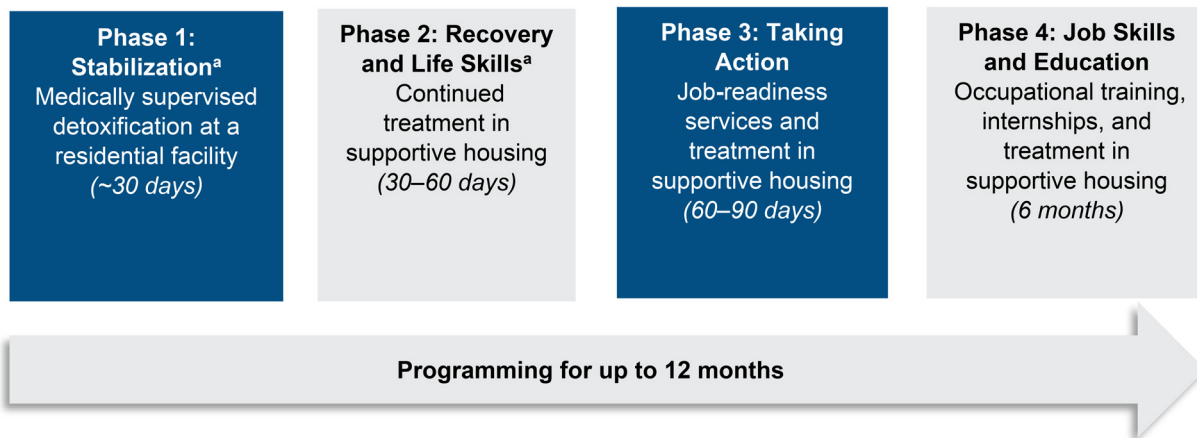 Phase 1:
Stabilizationᵃ
Medically supervised
detoxification at a
residential facility
(~30 days)
Phase 2: Recovery
and Life Skillsᵃ
Continued
treatment in
supportive housing
(30–60 days)
Phase 3: Taking
Action
Job-readiness
services and
treatment in
supportive housing
(60–90 days)
Phase 4: Job Skills
and Education
Occupational training,
internships, and
treatment in
supportive housing
(6 months)
Programming for up to 12 months